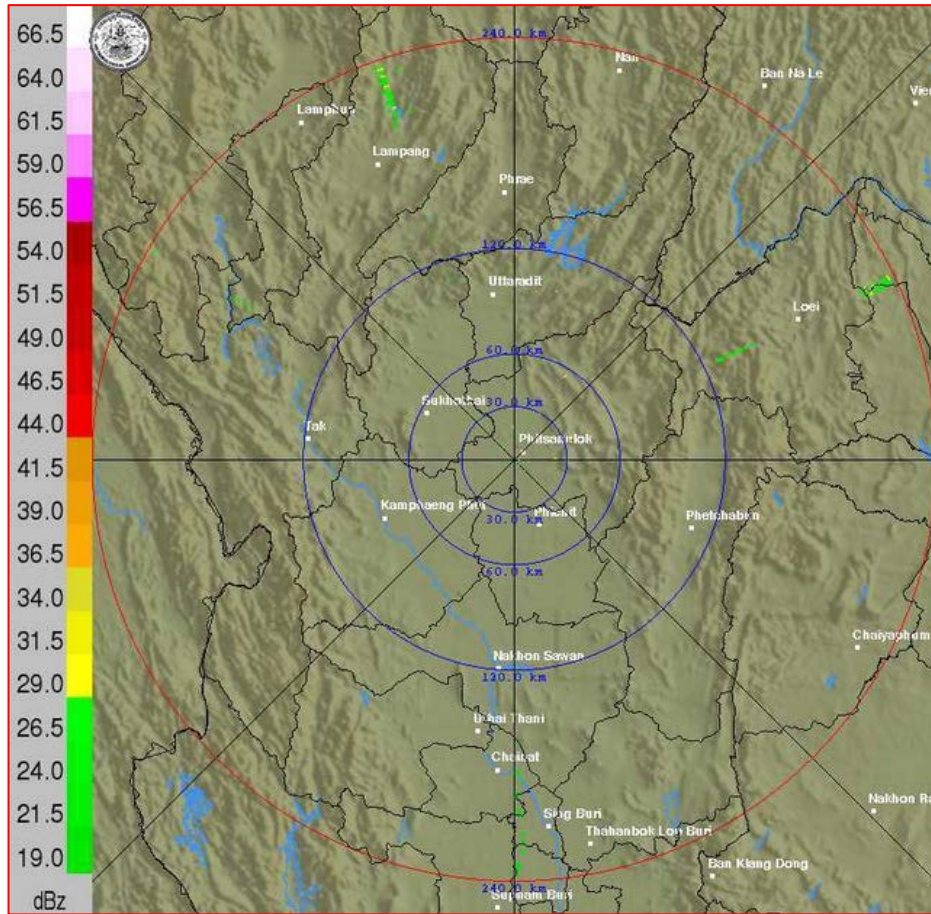 66.5
64.0
61.5
59.0
56.5
54.0
51.5
49.0
46.5
44.0
41.5
39.0
36.5
34.0
31.5
29.0
26.5
24.0
21.5
19.0
dBz
240.0 km
Nan
Ban Na Le
Lamphun
Lampang
Phrae
120.0 km
Uttaradit
Loei
60.0 km
Sukhothai
30.0 km
Tak
Phitsanulok
Kamphaeng Phet
Phichit
30.0 km
Phetchabun
60.0 km
Chaiyaphum
Nakhon Sawan
120.0 km
Uthai Thani
Chainat
Nakhon Ra
Sing Buri
Thahanbok Lop Buri
Ban Klang Dong
240.0 km
Suphan Buri